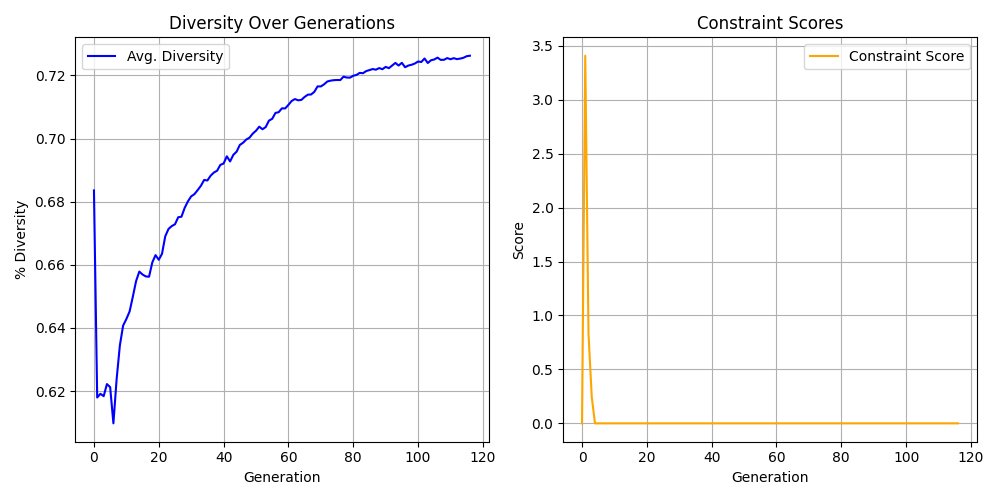 Diversity Over Generations
Avg. Diversity
% Diversity
0.72
0.70
0.68
0.66
0.64
0.62
0 20 40 60 80 100 120
Generation
Constraint Scores
Constraint Score
Score
3.5
3.0
2.5
2.0
1.5
1.0
0.5
0.0
0 20 40 60 80 100 120
Generation